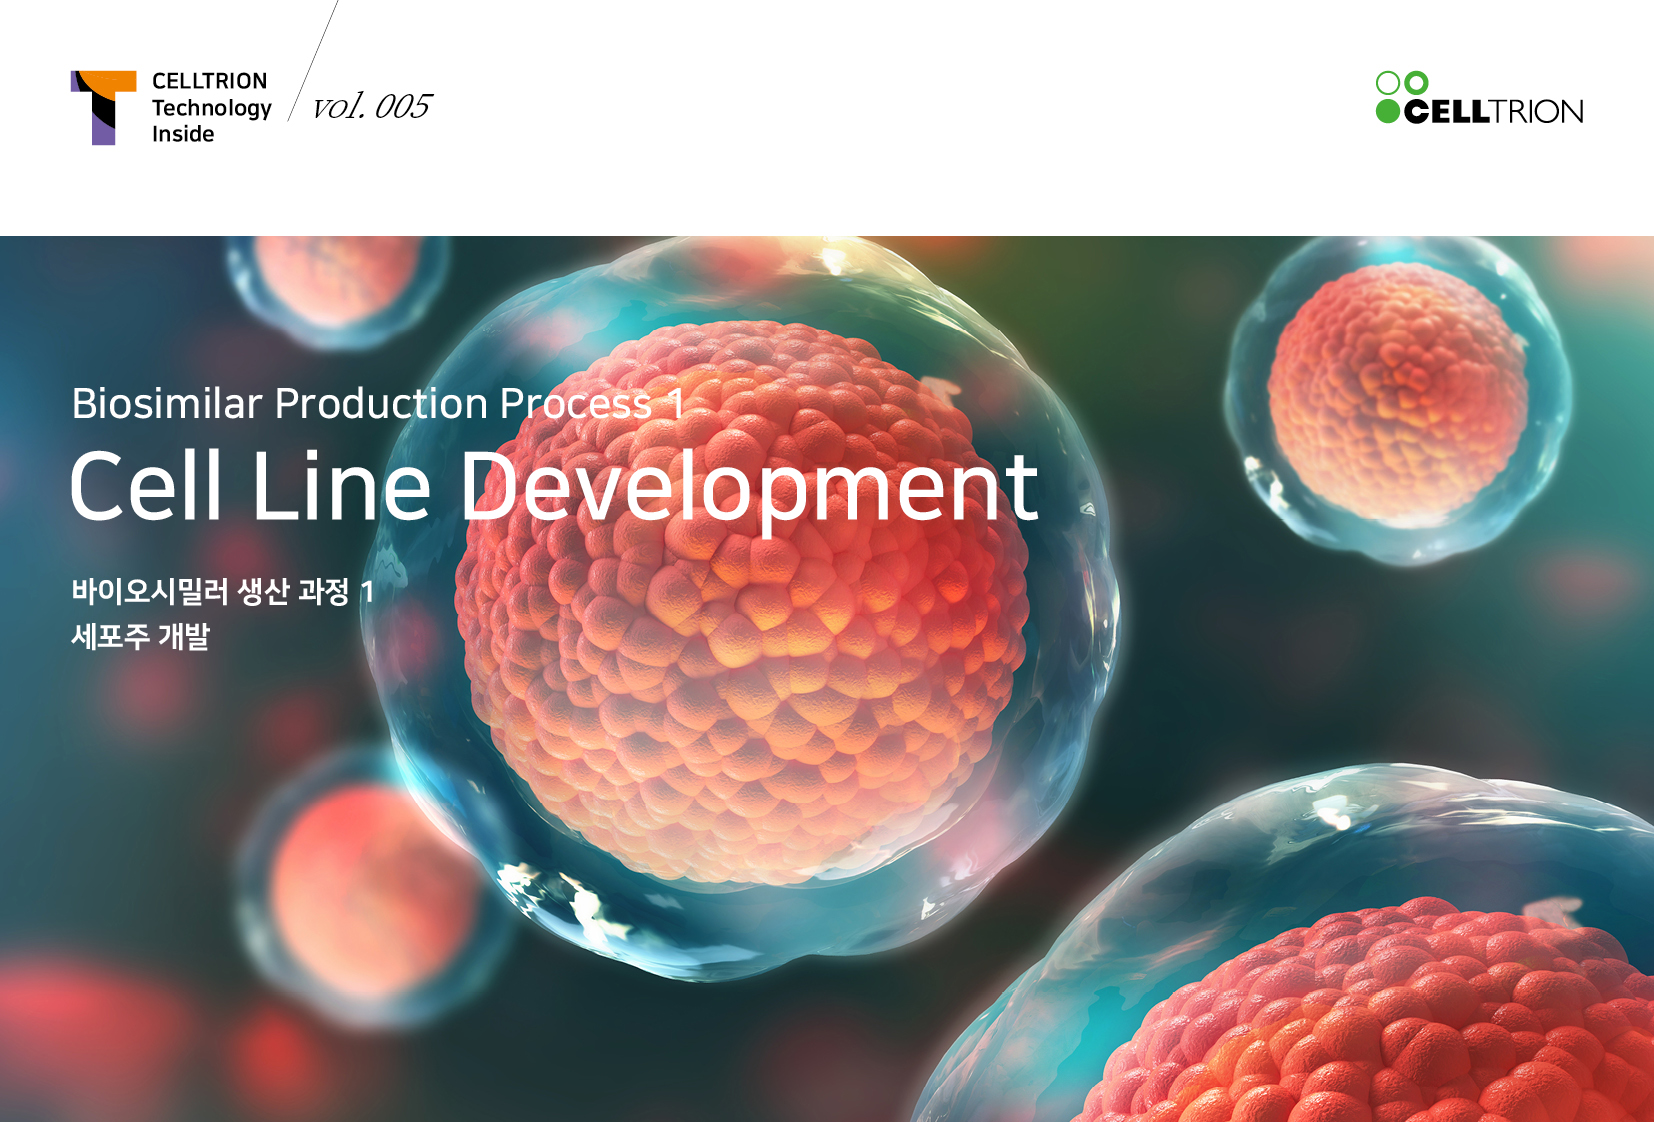 CELLTRION
Technology
Inside
vol. 005
CELLTRION
Biosimilar Production Process 1
Cell Line Development
바이오시밀러 생산 과정 1
세포주 개발